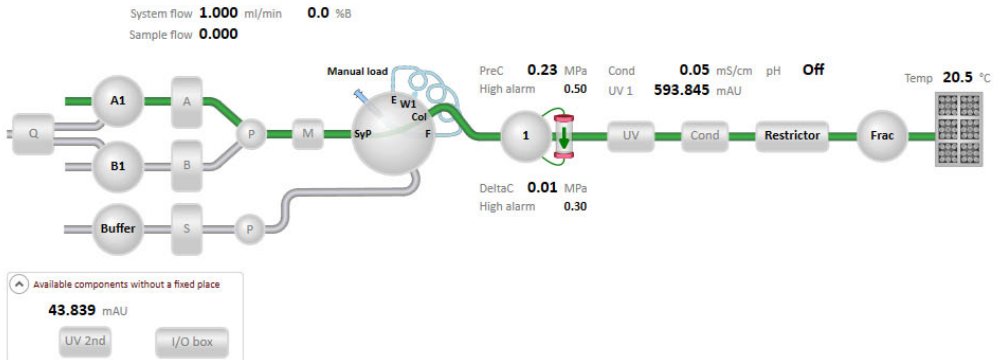 System flow 1.000 ml/min 0.0 %B
Sample flow 0.000
Manual load
PreC 0.23 MPa Cond 0.05 mS/cm pH Off
High alarm 0.50 UV 1 593.845 mAU
Temp 20.5 °C
E W1
Col
A1 A
Q P M SyP F 1 UV Cond Restrictor Frac
B1 B
DeltaC 0.01 MPa
High alarm 0.30
Buffer S P
Available components without a fixed place
43.839 mAU
UV 2nd I/O box